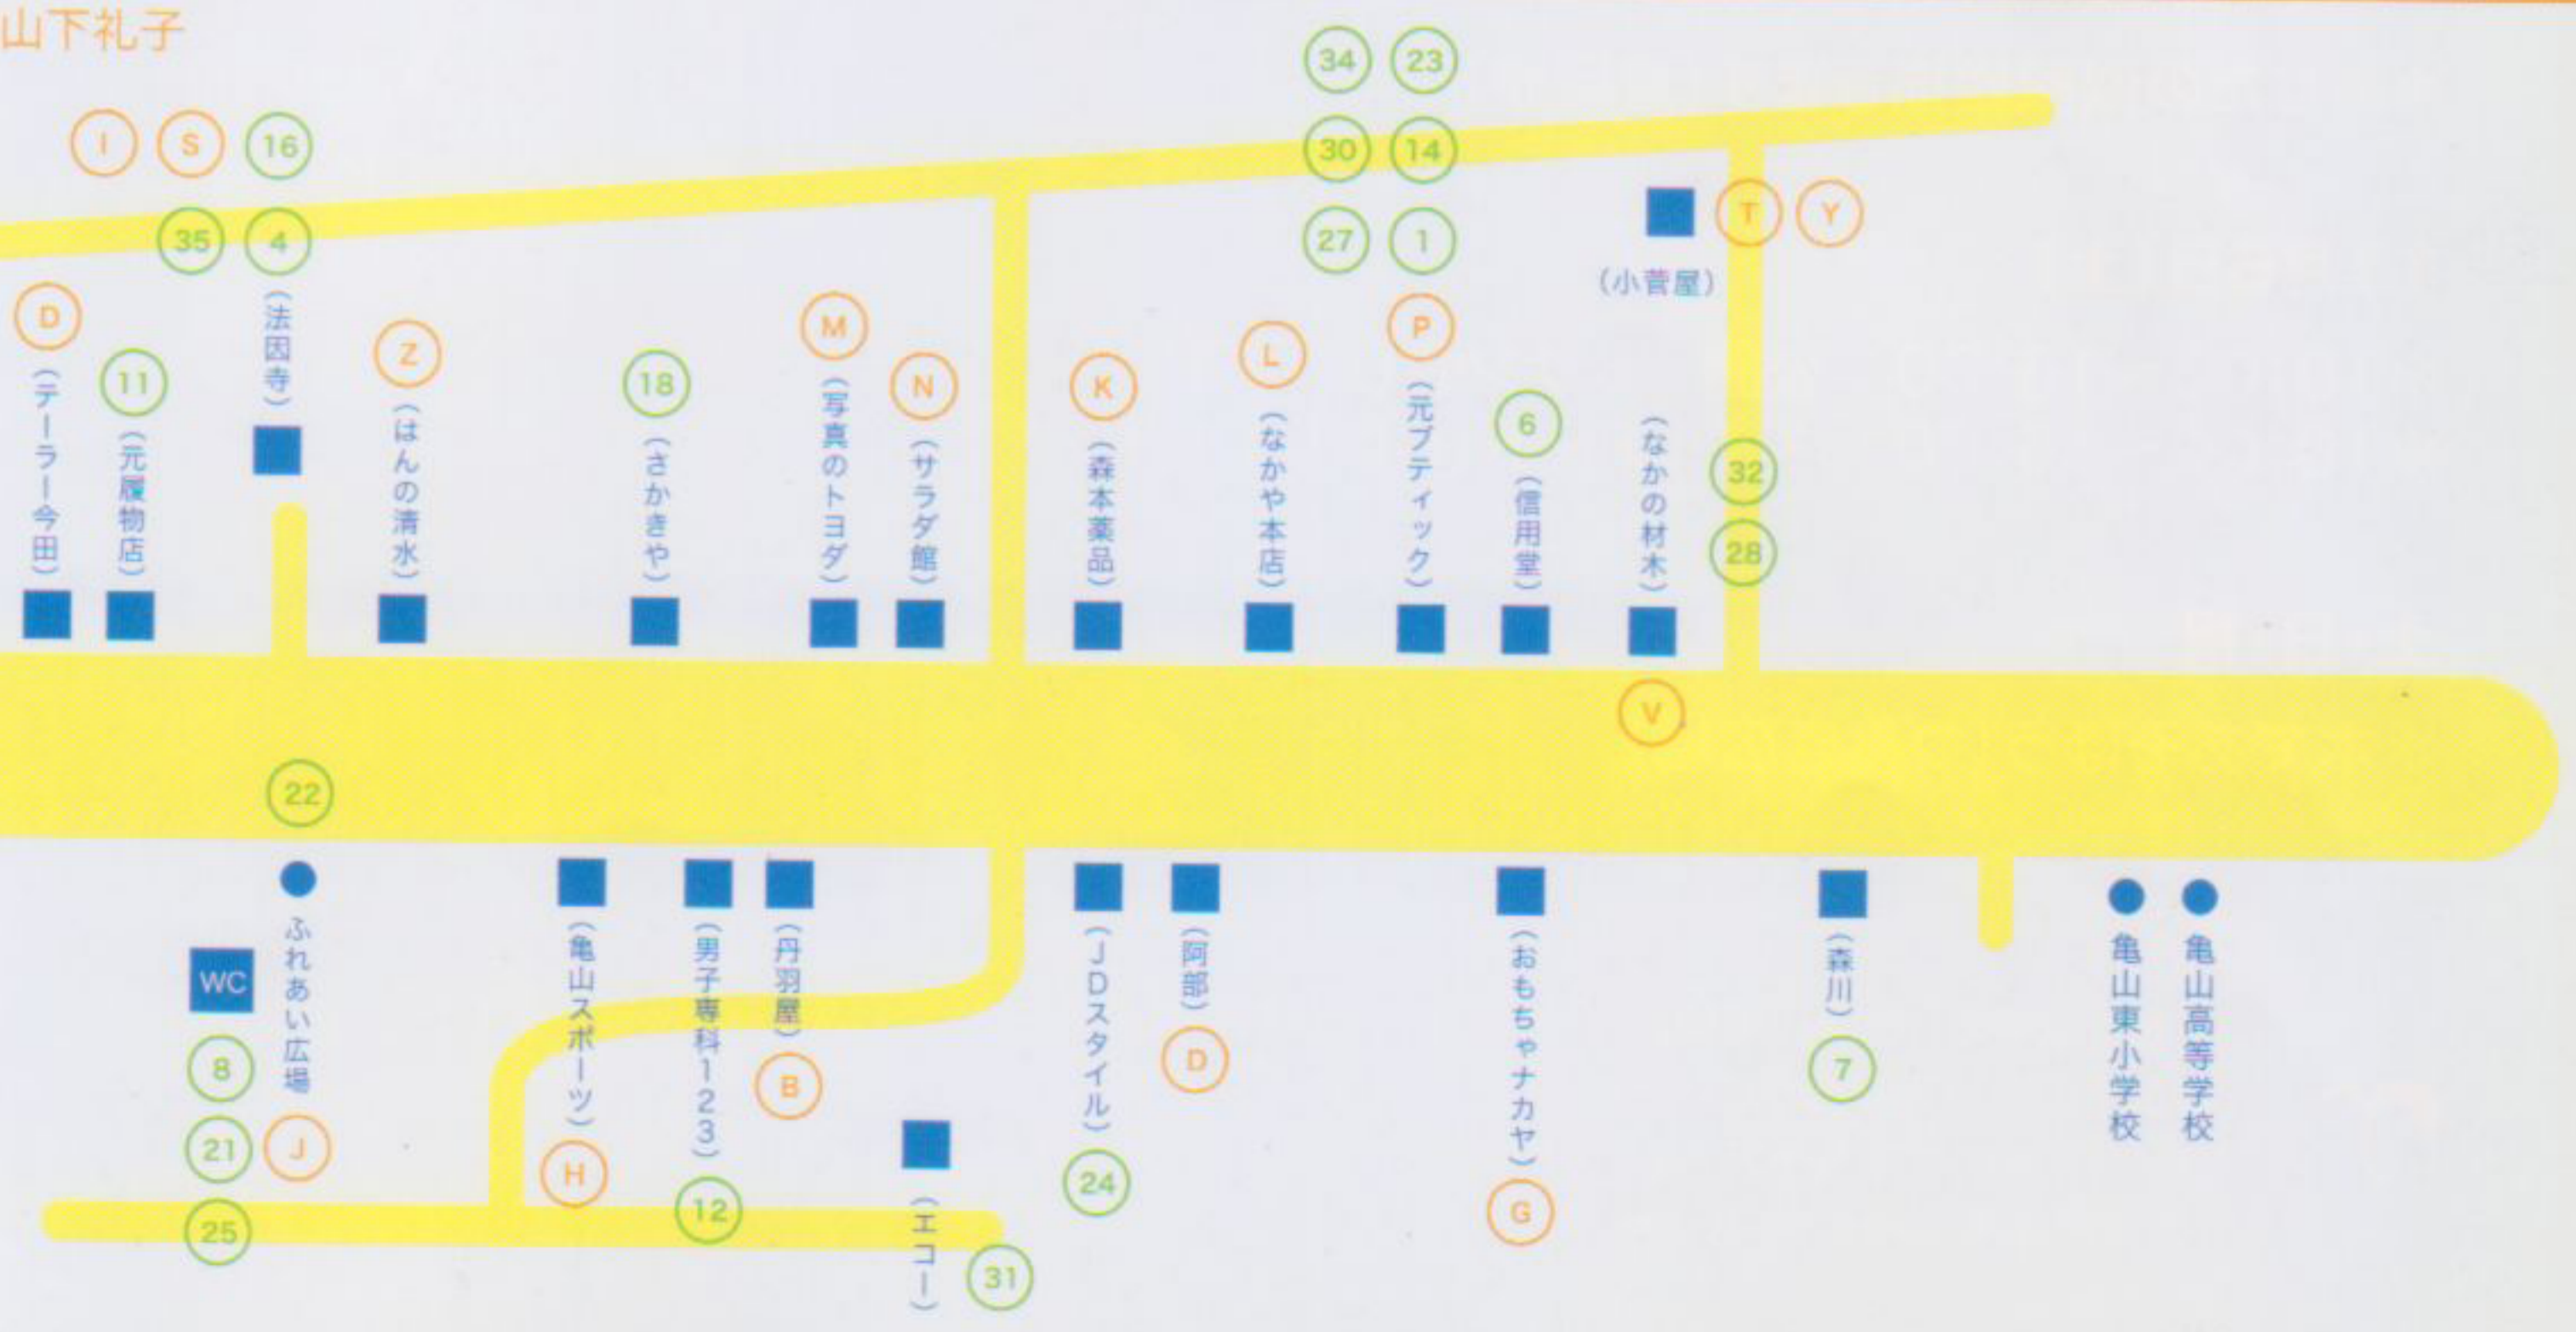 山下礼子
34 23
I S 16
30 14
35 4
27 1
T Y
(小菅屋)
D
(テーラー今田)
11
(元履物店)
(法因寺)
Z
(はんの清水)
18
(さかきや)
M
(写真のトヨダ)
N
(サラダ館)
K
(森本薬品)
L
(なかや本店)
P
(元ブティック)
6
(信用堂)
(なかの材木)
32
28
V
22
ふれあい広場
J
WC
8
21
25
(亀山スポーツ)
H
(男子専科123)
12
(丹羽屋)
B
(エコー)
31
(JDスタイル)
24
(阿部)
D
(おもちゃナカヤ)
G
(森川)
7
亀山東小学校
亀山高等学校